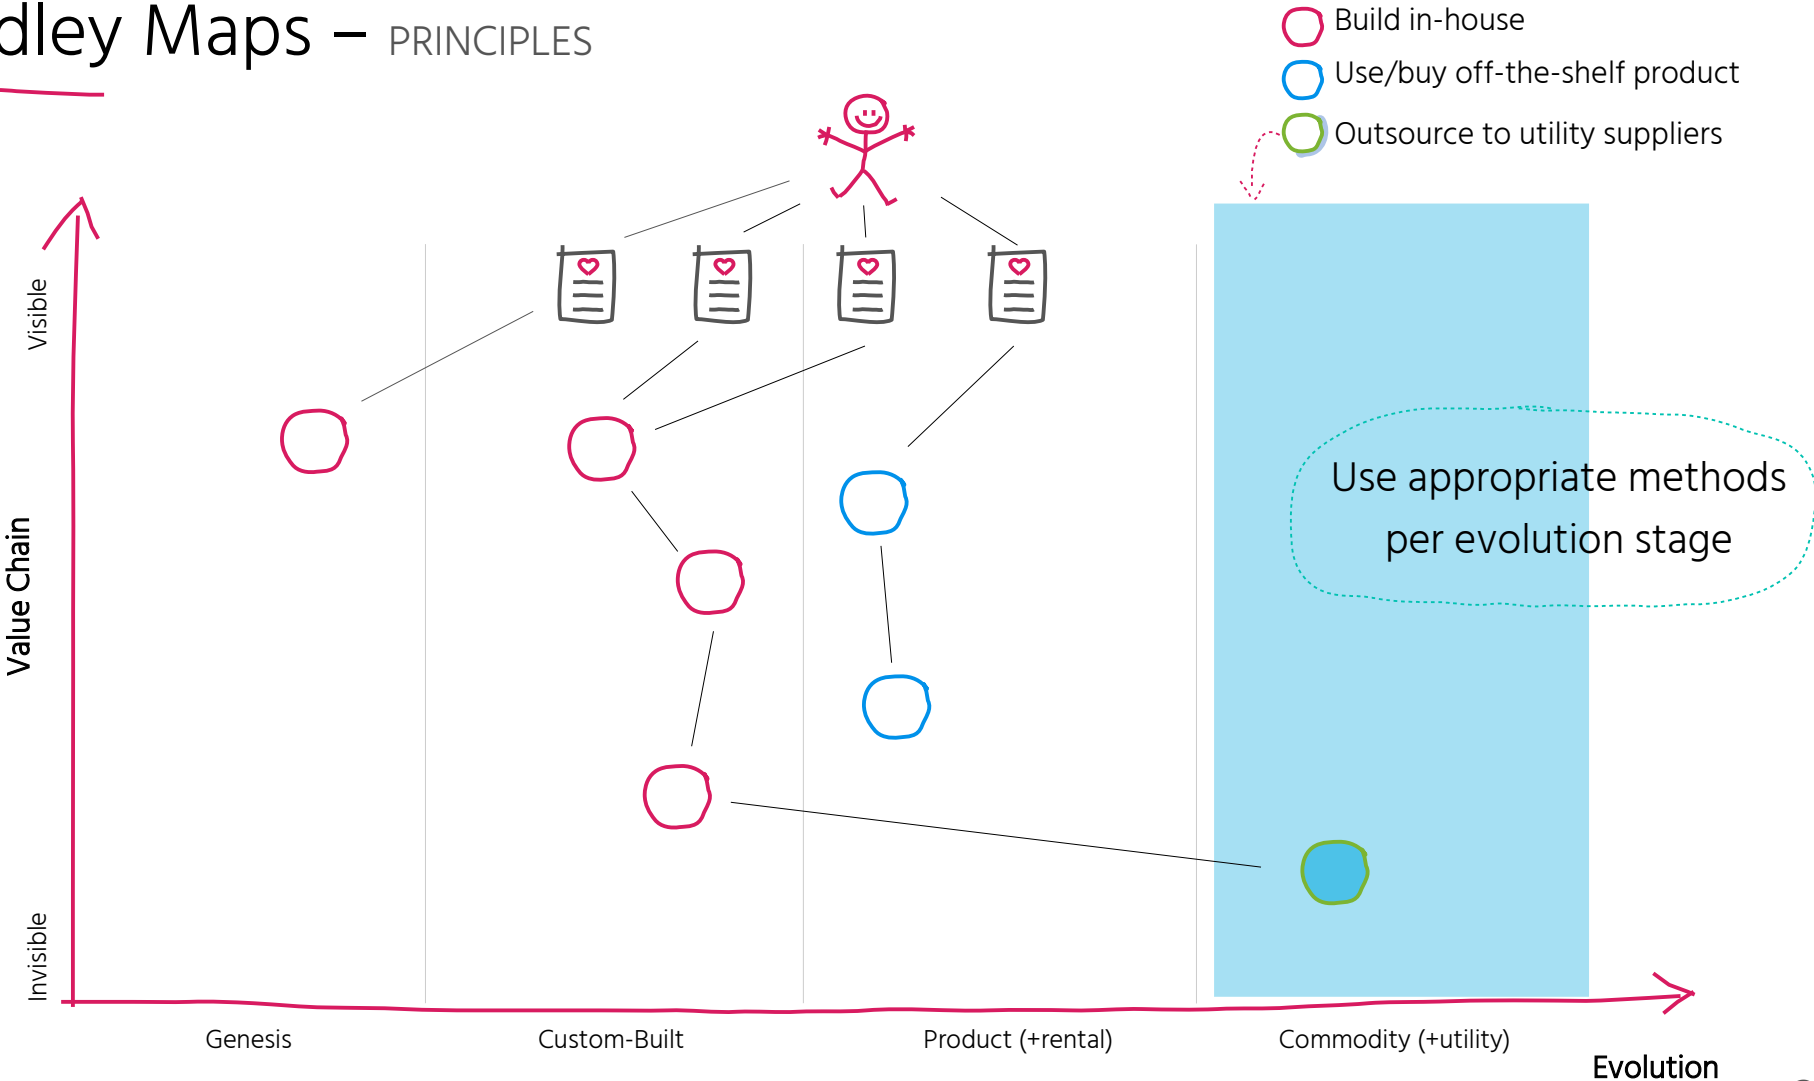 dley Maps – PRINCIPLES
Build in-house
Use/buy off-the-shelf product
Outsource to utility suppliers
Visible
Value Chain
Invisible
Use appropriate methods
per evolution stage
Genesis
Custom-Built
Product (+rental)
Commodity (+utility)
Evolution